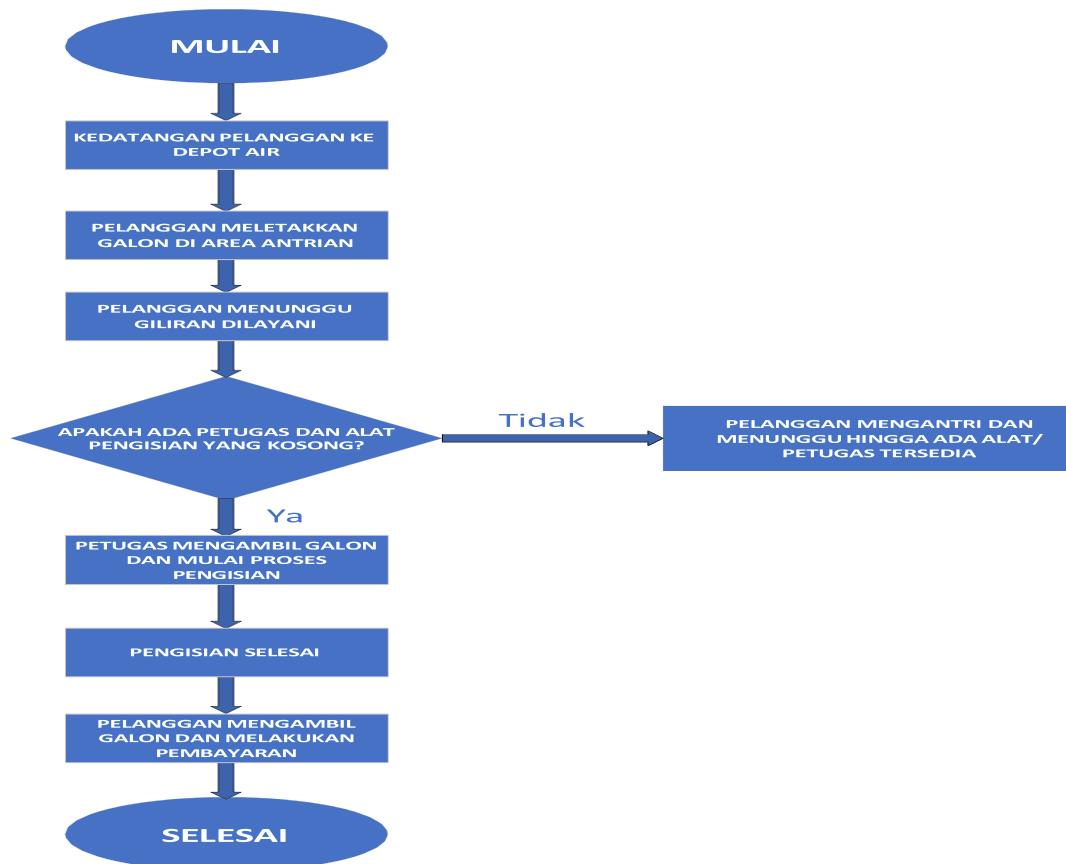 MULAI
KEDATANGAN PELANGGAN KE
DEPOT AIR
PELANGGAN MELETAKKAN
GALON DI AREA ANTRIAN
PELANGGAN MENUNGGU
GILIRAN DILAYANI
APAKAH ADA PETUGAS DAN ALAT
PENGISIAN YANG KOSONG?
Tidak
PELANGGAN MENGANTRI DAN
MENUNGGU HINGGA ADA ALAT/
PETUGAS TERSEDIA
Ya
PETUGAS MENGAMBIL GALON
DAN MULAI PROSES
PENGISIAN
PENGISIAN SELESAI
PELANGGAN MENGAMBIL
GALON DAN MELAKUKAN
PEMBAYARAN
SELESAI